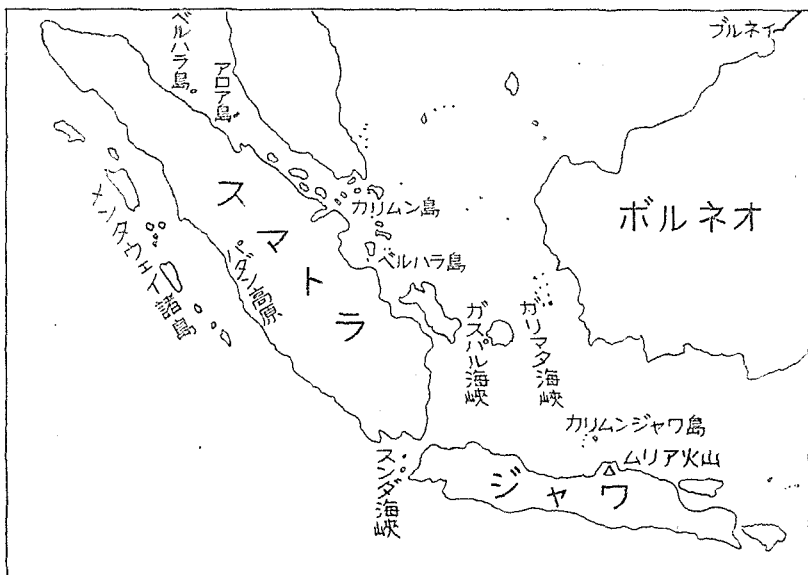 ブルネイ
ベルハラ島
アロア島
スマトラ
カリムン島
ボルネオ
ベルハラ島
メンタウェイ諸島
パダン高原
ガスパル海峡
ガリマタ海峡
カリムンジャワ島
ムリア火山
スンダ海峡
ジャワ